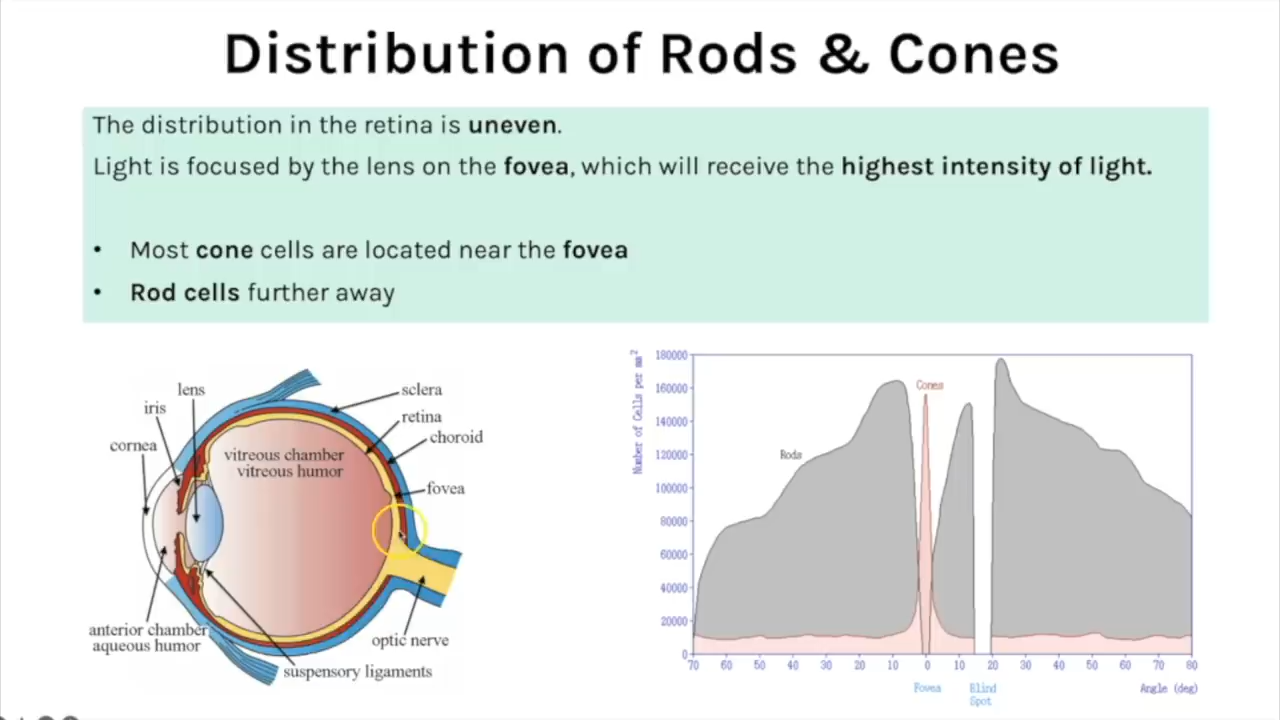 Distribution of Rods & Cones
The distribution in the retina is uneven.
Light is focused by the lens on the fovea, which will receive the highest intensity of light.
• Most cone cells are located near the fovea
• Rod cells further away
lens
iris
cornea
sclera
retina
choroid
vitreous chamber
vitreous humor
fovea
anterior chamber
aqueous humor
optic nerve
suspensory ligaments
Number of Cells per mm²
180000
160000
140000
120000
100000
80000
60000
40000
20000
0
Cones
Rods
70 60 50 40 30 20 10 0 10 20 30 40 50 60 70 80
Fovea
Blind
Spot
Angle (deg)